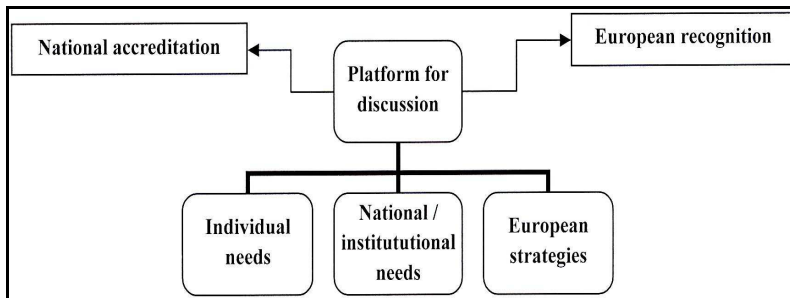 National accreditation
European recognition
Platform for
discussion
Individual
needs
National /
institututional
needs
European
strategies